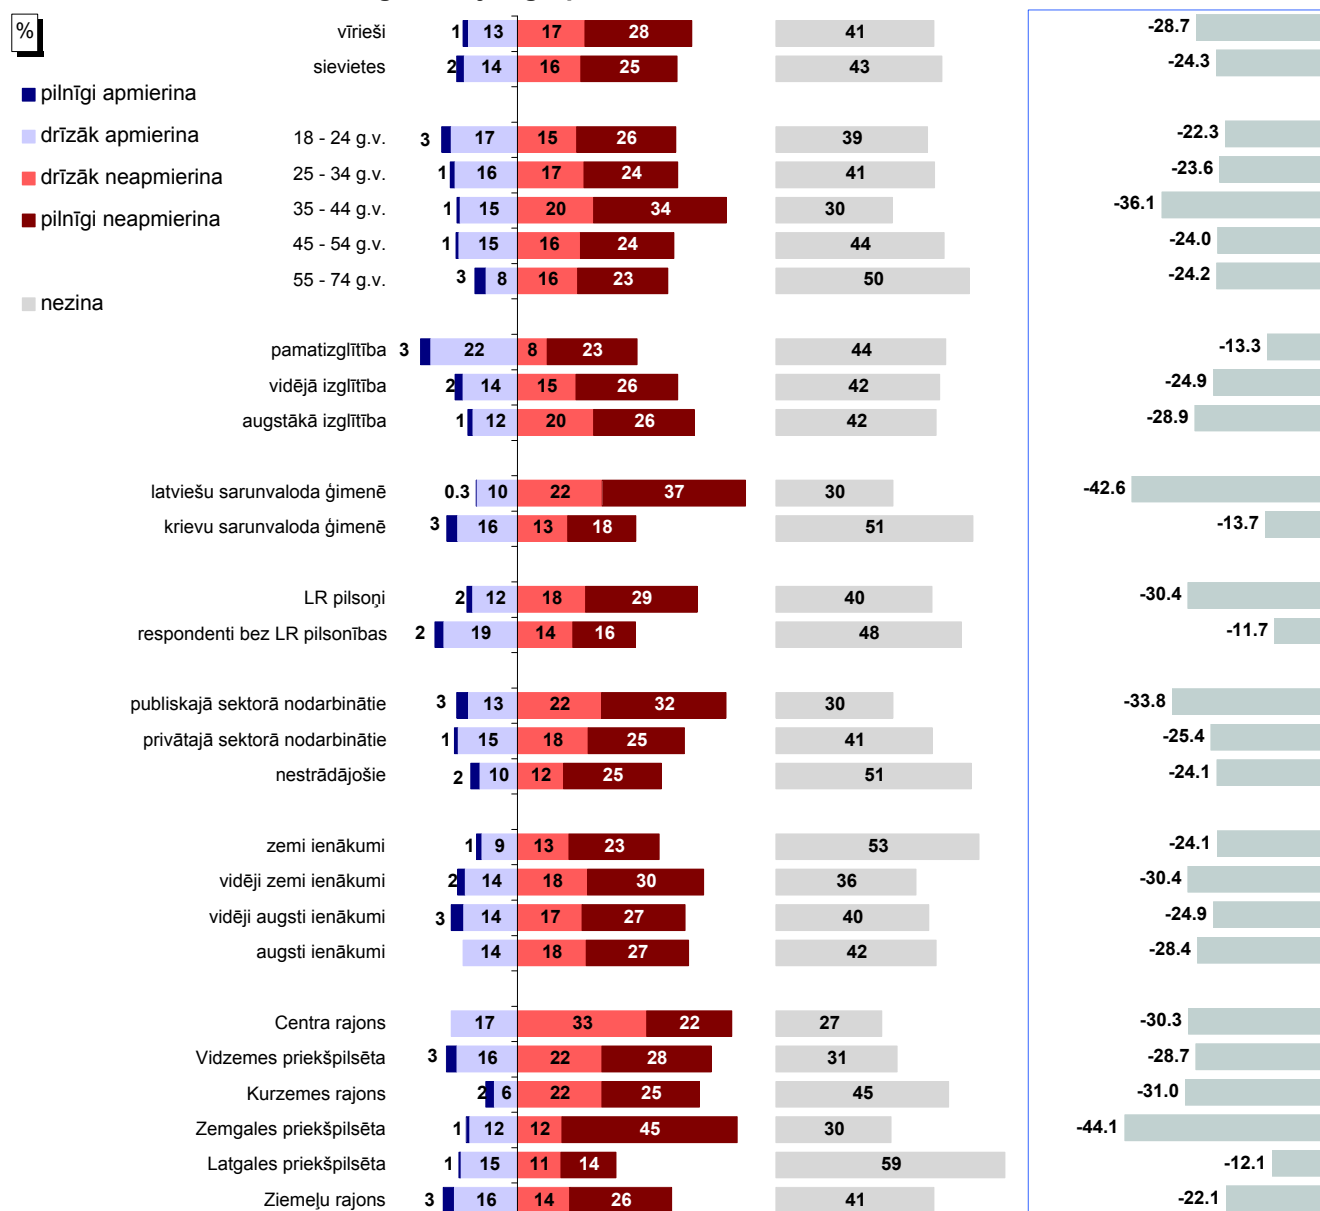 %
pilnīgi apmierina
drīzāk apmierina
drīzāk neapmierina
pilnīgi neapmierina
nezina
vīrieši 1 13 17 28 41 -28.7
sievietes 2 14 16 25 43 -24.3
18 - 24 g.v. 3 17 15 26 39 -22.3
25 - 34 g.v. 1 16 17 24 41 -23.6
35 - 44 g.v. 1 15 20 34 30 -36.1
45 - 54 g.v. 1 15 16 24 44 -24.0
55 - 74 g.v. 3 8 16 23 50 -24.2
pamatizglītība 3 22 8 23 44 -13.3
vidējā izglītība 2 14 15 26 42 -24.9
augstākā izglītība 1 12 20 26 42 -28.9
latviešu sarunvaloda ģimenē 0.3 10 22 37 30 -42.6
krievu sarunvaloda ģimenē 3 16 13 18 51 -13.7
LR pilsoņi 2 12 18 29 40 -30.4
respondenti bez LR pilsonības 2 19 14 16 48 -11.7
publiskajā sektorā nodarbinātie 3 13 22 32 30 -33.8
privātajā sektorā nodarbinātie 1 15 18 25 41 -25.4
nestrādājošie 2 10 12 25 51 -24.1
zemi ienākumi 1 9 13 23 53 -24.1
vidēji zemi ienākumi 2 14 18 30 36 -30.4
vidēji augsti ienākumi 3 14 17 27 40 -24.9
augsti ienākumi 14 18 27 42 -28.4
Centra rajons 17 33 22 27 -30.3
Vidzemes priekšpilsēta 3 16 22 28 31 -28.7
Kurzemes rajons 2 6 22 25 45 -31.0
Zemgales priekšpilsēta 1 12 12 45 30 -44.1
Latgales priekšpilsēta 1 15 11 14 59 -12.1
Ziemeļu rajons 3 16 14 26 41 -22.1